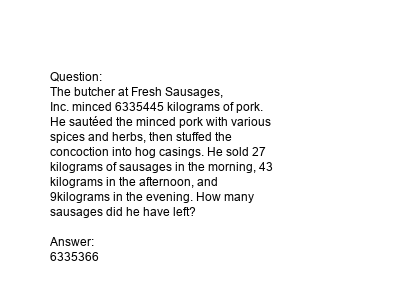 Question:
The butcher at Fresh Sausages,
Inc. minced 6335445 kilograms of pork.
He sautéed the minced pork with various
spices and herbs, then stuffed the
concoction into hog casings. He sold 27
kilograms of sausages in the morning, 43
kilograms in the afternoon, and
9kilograms in the evening. How many
sausages did he have left?
Answer:
6335366